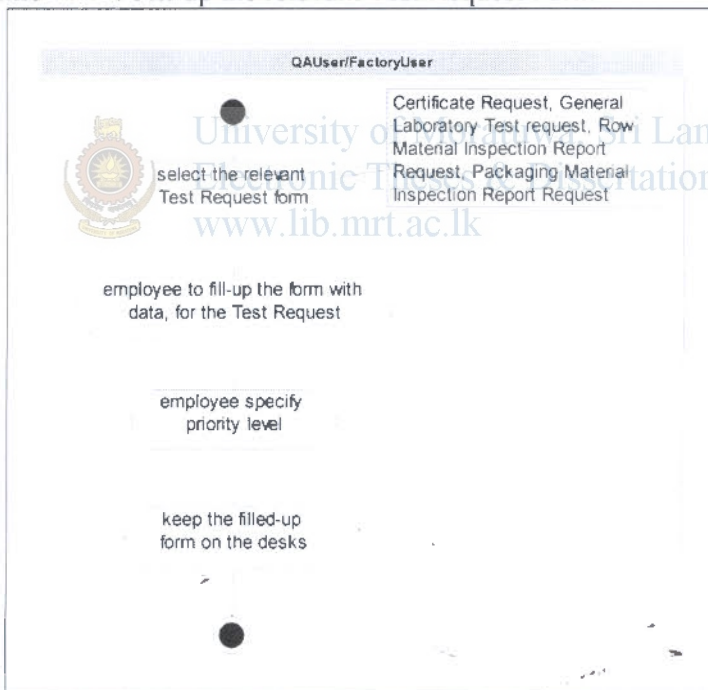 QAUser/FactoryUser
Certificate Request, General
Laboratory Test request, Row
Material Inspection Report
Request, Packaging Material
Inspection Report Request
University of Moratuwa, Sri Lan
Electronic Theses & Dissertation
www.lib.mrt.ac.lk
select the relevant
Test Request form
employee to fill-up the form with
data, for the Test Request
employee specify
priority level
keep the filled-up
form on the desks